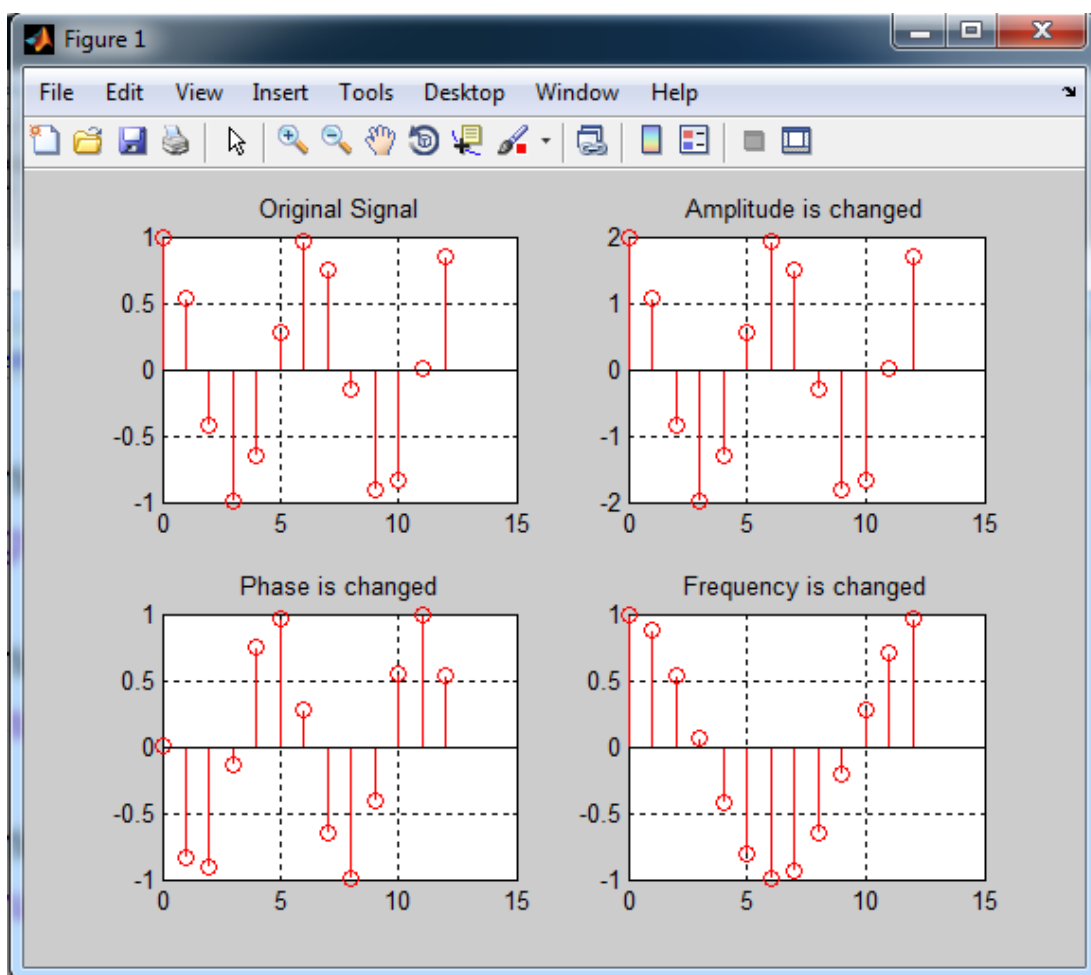 Figure 1
File Edit View Insert Tools Desktop Window Help
Original Signal
1
0.5
0
-0.5
-1
0 5 10 15
Amplitude is changed
2
1
0
-1
-2
0 5 10 15
Phase is changed
1
0.5
0
-0.5
-1
0 5 10 15
Frequency is changed
1
0.5
0
-0.5
-1
0 5 10 15